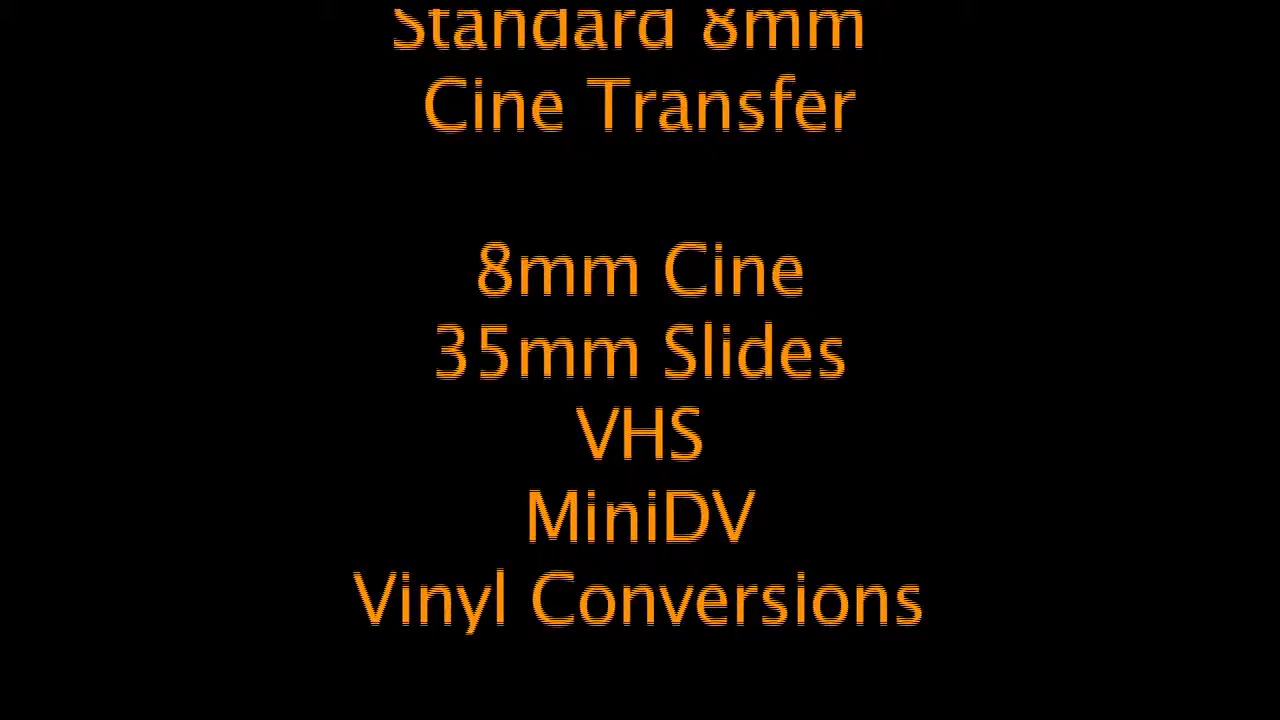 Standard 8mm
Cine Transfer
8mm Cine
35mm Slides
VHS
MiniDV
Vinyl Conversions